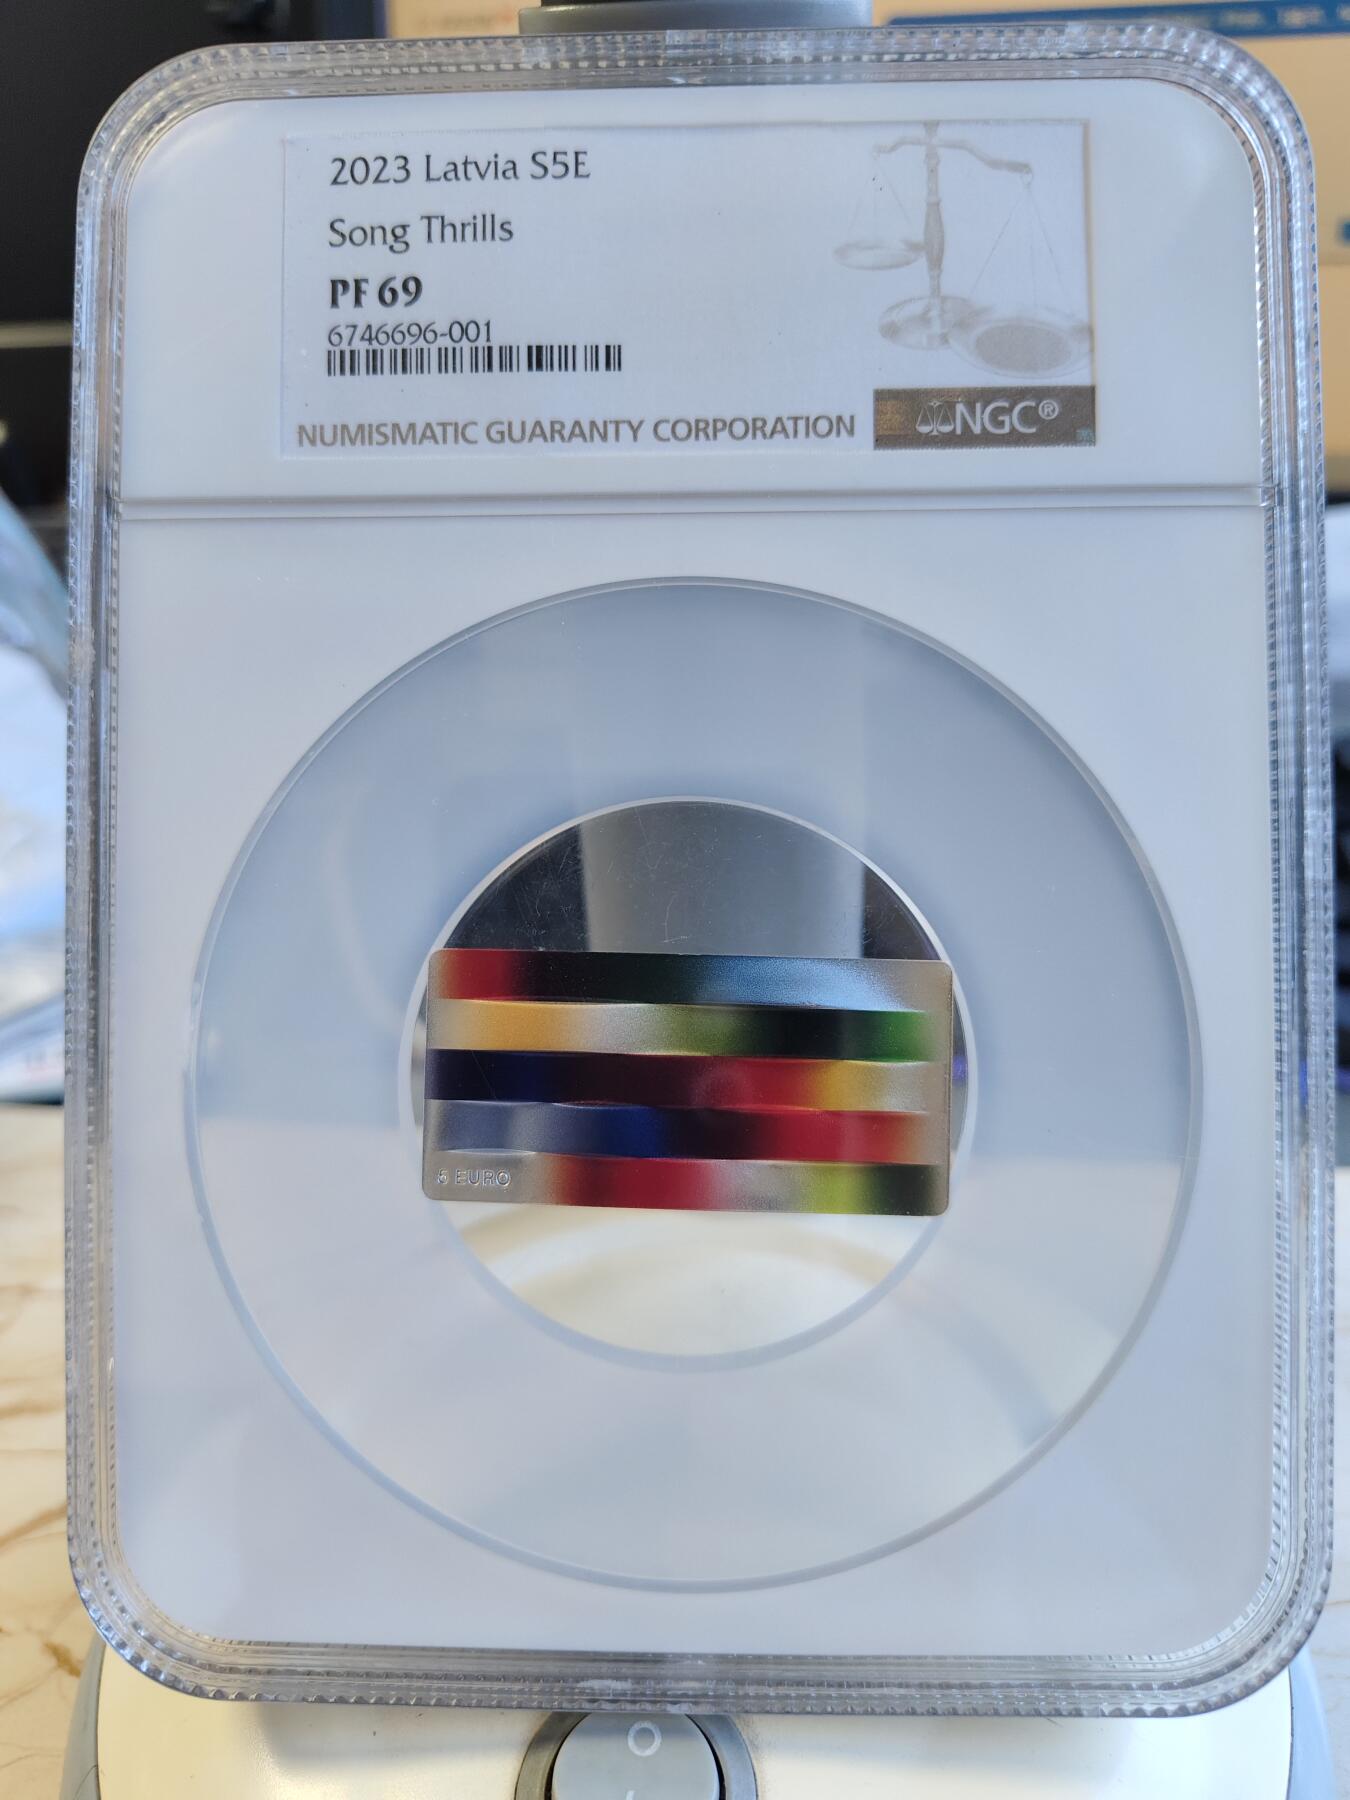 2023 Latvia S5E
Song Thrills
PF 69
6746696-001
NUMISMATIC GUARANTY CORPORATION
NGC®
5 EURO